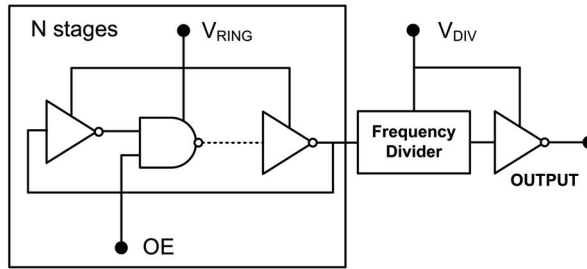 N stages
V_RING
V_DIV
Frequency
Divider
OUTPUT
OE